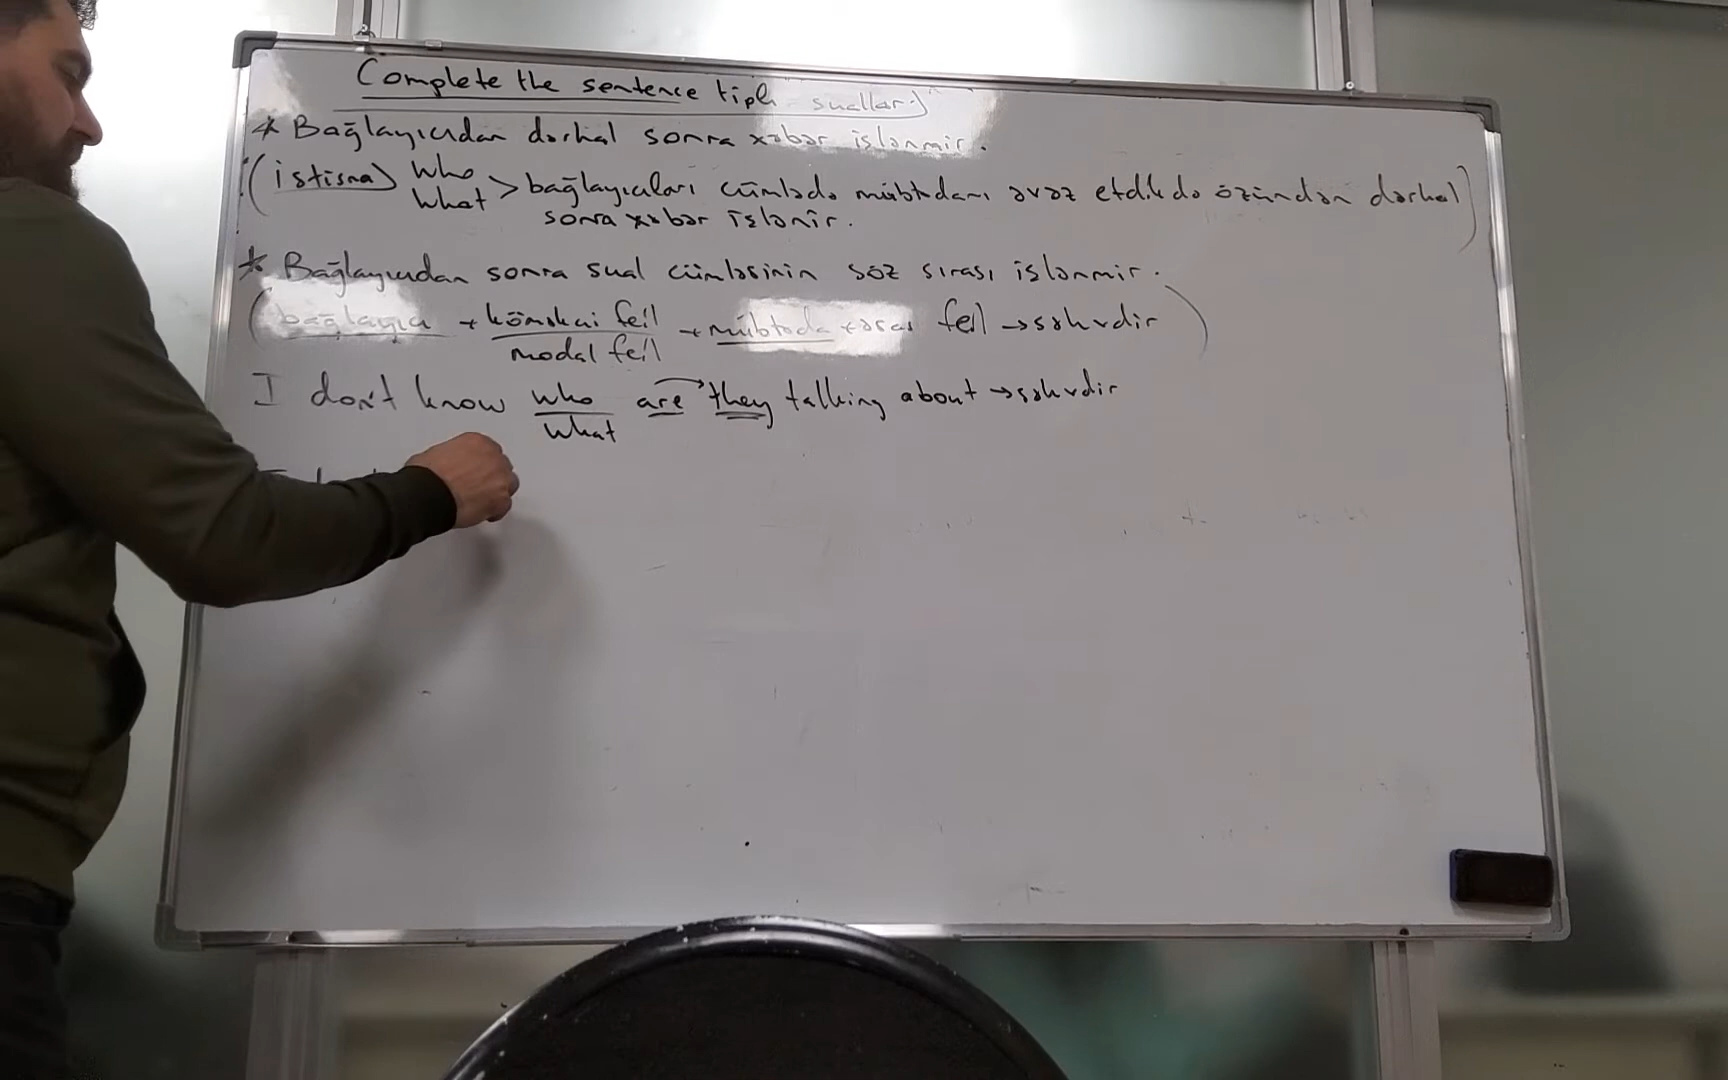 Complete the sentence tipli suallar:)
* Bağlayıcıdan dərhal sonra xəbər işlənmir.
(istisna) who
what > bağlayıcıları cümlədə mübtədanı əvəz etdikdə özündən dərhal
sonra xəbər işlənir.)
* Bağlayıcıdan sonra sual cümləsinin söz sırası işlənmir.
(bağlayıcı + köməkçi feil + mübtəda + əsas feil → səhvdir)
modal feil
I don't know who are they talking about → səhvdir
what